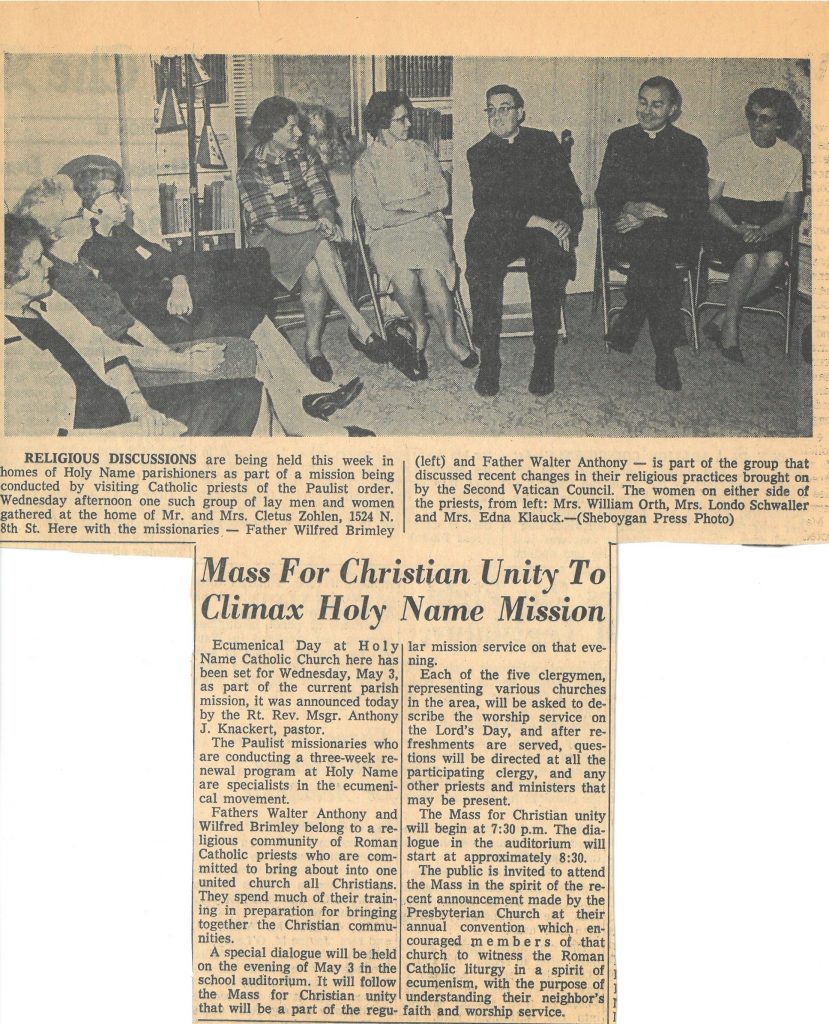 RELIGIOUS DISCUSSIONS are being held this week in
homes of Holy Name parishioners as part of a mission being
conducted by visiting Catholic priests of the Paulist order.
Wednesday afternoon one such group of lay men and women
gathered at the home of Mr. and Mrs. Cletus Zohlen, 1524 N.
8th St. Here with the missionaries — Father Wilfred Brimley
(left) and Father Walter Anthony — is part of the group that
discussed recent changes in their religious practices brought on
by the Second Vatican Council. The women on either side of
the priests, from left: Mrs. William Orth, Mrs. Londo Schwaller
and Mrs. Edna Klauck.—(Sheboygan Press Photo)
Mass For Christian Unity To
Climax Holy Name Mission
Ecumenical Day at Holy
Name Catholic Church here has
been set for Wednesday, May 3,
as part of the current parish
mission, it was announced today
by the Rt. Rev. Msgr. Anthony
J. Knackert, pastor.
The Paulist missionaries who
are conducting a three-week re-
newal program at Holy Name
are specialists in the ecumeni-
cal movement.
Fathers Walter Anthony and
Wilfred Brimley belong to a re-
ligious community of Roman
Catholic priests who are com-
mitted to bring about into one
united church all Christians.
They spend much of their train-
ing in preparation for bringing
together the Christian commu-
nities.
A special dialogue will be held
on the evening of May 3 in the
school auditorium. It will follow
the Mass for Christian unity
that will be a part of the regu-
lar mission service on that eve-
ning.
Each of the five clergymen,
representing various churches
in the area, will be asked to de-
scribe the worship service on
the Lord's Day, and after re-
freshments are served, ques-
tions will be directed at all the
participating clergy, and any
other priests and ministers that
may be present.
The Mass for Christian unity
will begin at 7:30 p.m. The dia-
logue in the auditorium will
start at approximately 8:30.
The public is invited to attend
the Mass in the spirit of the re-
cent announcement made by the
Presbyterian Church at their
annual convention which en-
couraged members of that
church to witness the Roman
Catholic liturgy in a spirit of
ecumenism, with the purpose of
understanding their neighbor's
faith and worship service.